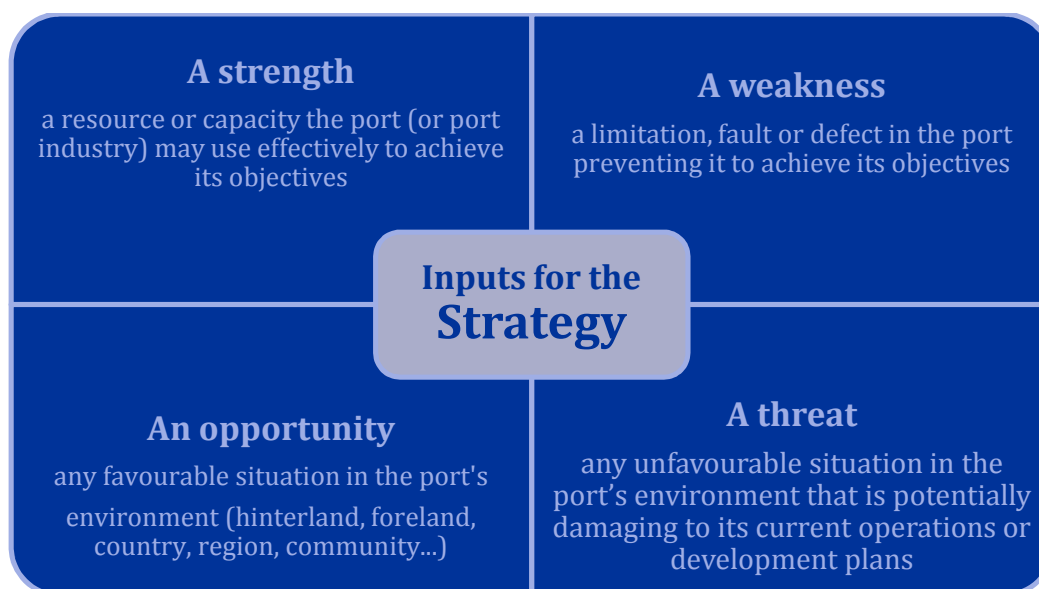 A strength
a resource or capacity the port (or port
industry) may use effectively to achieve
its objectives
A weakness
a limitation, fault or defect in the port
preventing it to achieve its objectives
Inputs for the
Strategy
An opportunity
any favourable situation in the port's
environment (hinterland, foreland,
country, region, community...)
A threat
any unfavourable situation in the
port’s environment that is potentially
damaging to its current operations or
development plans